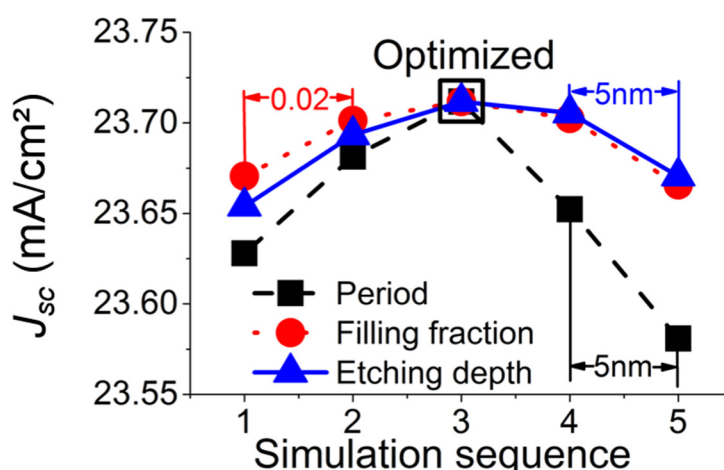 23.75
23.70
23.65
23.60
23.55
Jsc (mA/cm²)
Optimized
0.02
5nm
Period
Filling fraction
Etching depth
5nm
1 2 3 4 5
Simulation sequence